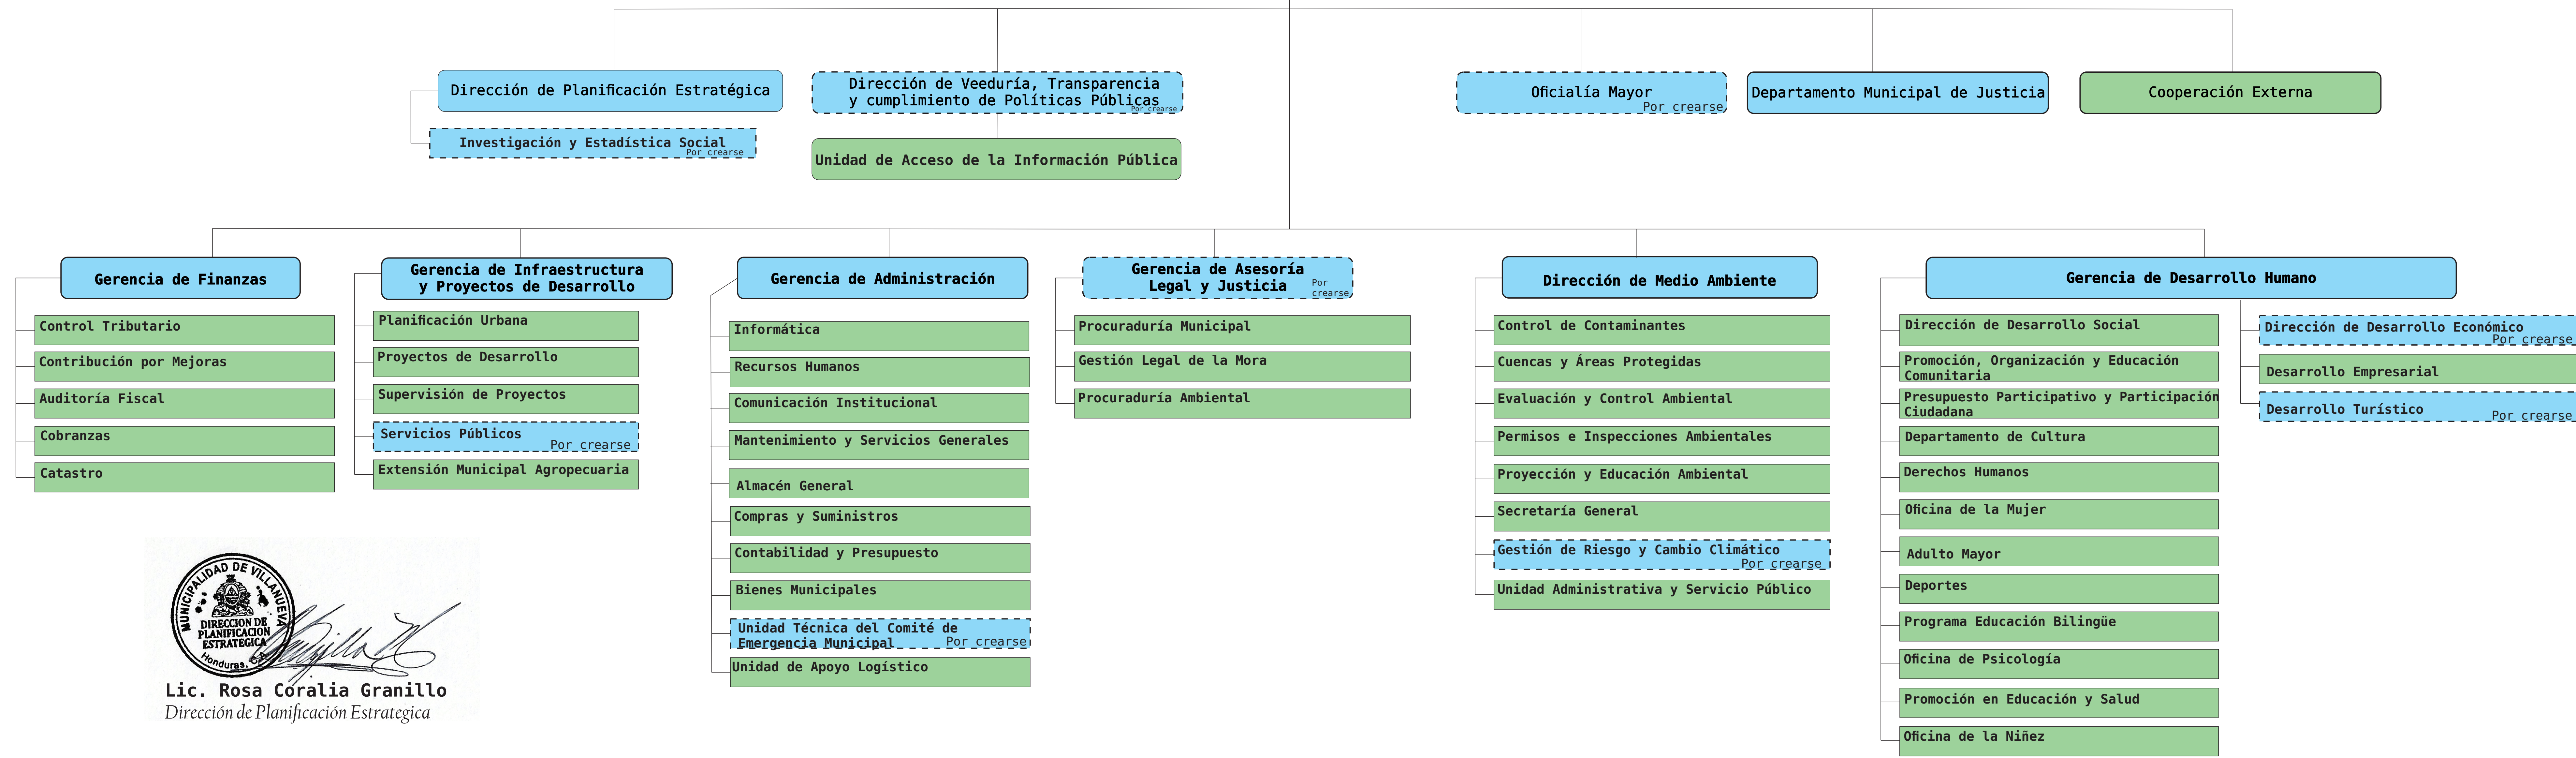 Dirección de Planificación Estratégica
Investigación y Estadística Social
Por crearse
Dirección de Veeduría, Transparencia
y cumplimiento de Políticas Públicas
Por crearse
Unidad de Acceso de la Información Pública
Oficialía Mayor
Por crearse
Departamento Municipal de Justicia
Cooperación Externa
Gerencia de Finanzas
Control Tributario
Contribución por Mejoras
Auditoría Fiscal
Cobranzas
Catastro
Gerencia de Infraestructura
y Proyectos de Desarrollo
Planificación Urbana
Proyectos de Desarrollo
Supervisión de Proyectos
Servicios Públicos
Por crearse
Extensión Municipal Agropecuaria
Gerencia de Administración
Informática
Recursos Humanos
Comunicación Institucional
Mantenimiento y Servicios Generales
Almacén General
Compras y Suministros
Contabilidad y Presupuesto
Bienes Municipales
Unidad Técnica del Comité de
Emergencia Municipal
Por crearse
Unidad de Apoyo Logístico
Gerencia de Asesoría
Legal y Justicia
Por
crearse
Procuraduría Municipal
Gestión Legal de la Mora
Procuraduría Ambiental
Dirección de Medio Ambiente
Control de Contaminantes
Cuencas y Áreas Protegidas
Evaluación y Control Ambiental
Permisos e Inspecciones Ambientales
Proyección y Educación Ambiental
Secretaría General
Gestión de Riesgo y Cambio Climático
Por crearse
Unidad Administrativa y Servicio Público
Gerencia de Desarrollo Humano
Dirección de Desarrollo Social
Promoción, Organización y Educación
Comunitaria
Presupuesto Participativo y Participación
Ciudadana
Departamento de Cultura
Derechos Humanos
Oficina de la Mujer
Adulto Mayor
Deportes
Programa Educación Bilingüe
Oficina de Psicología
Promoción en Educación y Salud
Oficina de la Niñez
Dirección de Desarrollo Económico
Por crearse
Desarrollo Empresarial
Desarrollo Turístico
Por crearse
MUNICIPALIDAD DE VILLANUEVA
DIRECCION DE
PLANIFICACION
ESTRATEGICA
Honduras, C.A.
Lic. Rosa Coralia Granillo
Dirección de Planificación Estrategica